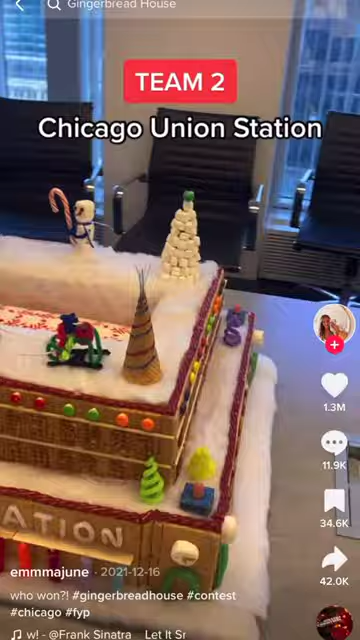 Gingerbread House
TEAM 2
Chicago Union Station
1.3M
11.9K
34.6K
42.0K
ATION
emmmajune · 2021-12-16
who won?! #gingerbreadhouse #contest
#chicago #fyp
w! - @Frank Sinatra Let It Sr